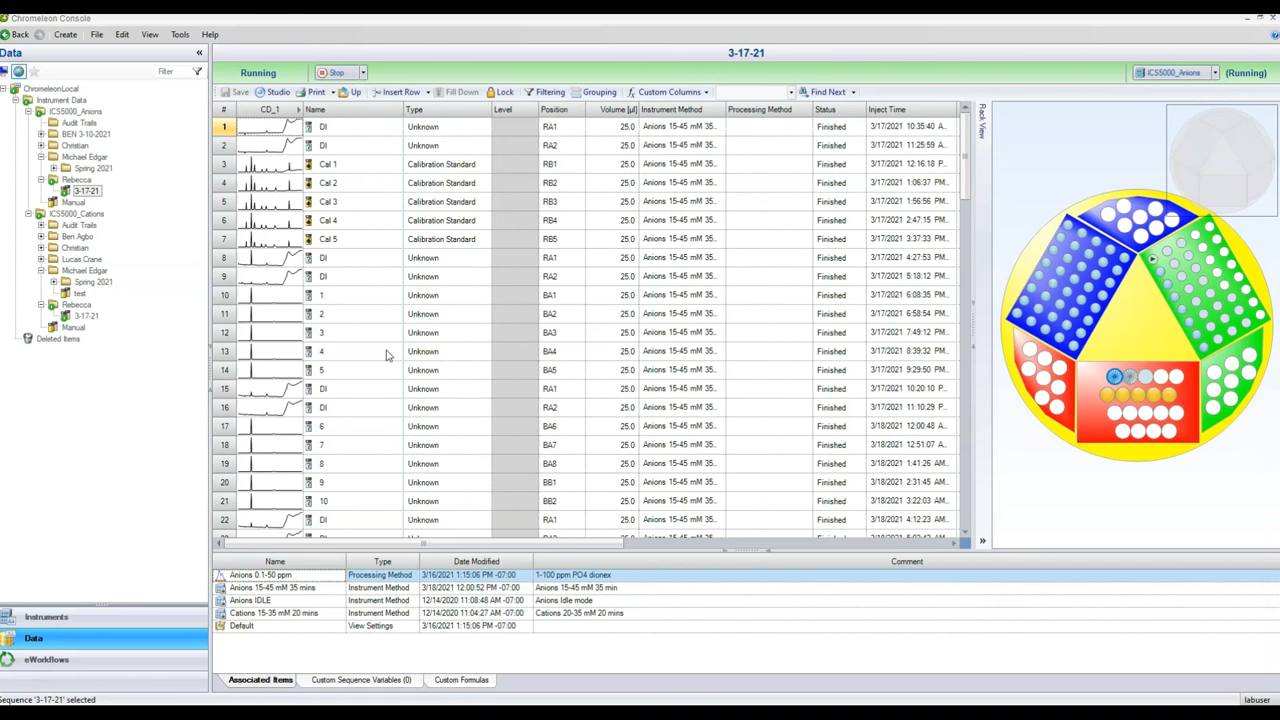 Chromeleon Console
Back Create File Edit View Tools Help
Data «
3-17-21
Filter
Running Stop ICS5000_Anions (Running)
Save Studio Print Up Insert Row Fill Down Lock Filtering Grouping Custom Columns Find Next
ChromeleonLocal
Instrument Data
ICS5000_Anions
Audit Trails
BEN 3-10-2021
Christian
Michael Edgar
Spring 2021
Rebecca
3-17-21
Manual
ICS5000_Cations
Audit Trails
Ben Agbo
Christian
Lucas Crane
Michael Edgar
Spring 2021
test
Rebecca
3-17-21
Manual
Deleted Items
Instruments
Data
eWorkflows
# CD_1 Name Type Level Position Volume [µl] Instrument Method Processing Method Status Inject Time
1 DI Unknown RA1 25.0 Anions 15-45 mM 35.. Finished 3/17/2021 10:35:40 A..
2 DI Unknown RA2 25.0 Anions 15-45 mM 35.. Finished 3/17/2021 11:25:59 A..
3 Cal 1 Calibration Standard RB1 25.0 Anions 15-45 mM 35.. Finished 3/17/2021 12:16:18 P..
4 Cal 2 Calibration Standard RB2 25.0 Anions 15-45 mM 35.. Finished 3/17/2021 1:06:37 PM..
5 Cal 3 Calibration Standard RB3 25.0 Anions 15-45 mM 35.. Finished 3/17/2021 1:56:56 PM..
6 Cal 4 Calibration Standard RB4 25.0 Anions 15-45 mM 35.. Finished 3/17/2021 2:47:15 PM..
7 Cal 5 Calibration Standard RB5 25.0 Anions 15-45 mM 35.. Finished 3/17/2021 3:37:33 PM..
8 DI Unknown RA1 25.0 Anions 15-45 mM 35.. Finished 3/17/2021 4:27:53 PM..
9 DI Unknown RA2 25.0 Anions 15-45 mM 35.. Finished 3/17/2021 5:18:12 PM..
10 1 Unknown BA1 25.0 Anions 15-45 mM 35.. Finished 3/17/2021 6:08:35 PM..
11 2 Unknown BA2 25.0 Anions 15-45 mM 35.. Finished 3/17/2021 6:58:54 PM..
12 3 Unknown BA3 25.0 Anions 15-45 mM 35.. Finished 3/17/2021 7:49:12 PM..
13 4 Unknown BA4 25.0 Anions 15-45 mM 35.. Finished 3/17/2021 8:39:32 PM..
14 5 Unknown BA5 25.0 Anions 15-45 mM 35.. Finished 3/17/2021 9:29:50 PM..
15 DI Unknown RA1 25.0 Anions 15-45 mM 35.. Finished 3/17/2021 10:20:10 P..
16 DI Unknown RA2 25.0 Anions 15-45 mM 35.. Finished 3/17/2021 11:10:29 P..
17 6 Unknown BA6 25.0 Anions 15-45 mM 35.. Finished 3/18/2021 12:00:48 A..
18 7 Unknown BA7 25.0 Anions 15-45 mM 35.. Finished 3/18/2021 12:51:07 A..
19 8 Unknown BA8 25.0 Anions 15-45 mM 35.. Finished 3/18/2021 1:41:26 AM..
20 9 Unknown BB1 25.0 Anions 15-45 mM 35.. Finished 3/18/2021 2:31:45 AM..
21 10 Unknown BB2 25.0 Anions 15-45 mM 35.. Finished 3/18/2021 3:22:03 AM..
22 DI Unknown RA1 25.0 Anions 15-45 mM 35.. Finished 3/18/2021 4:12:23 AM..
Rack View
»
Name Type Date Modified Comment
Anions 0.1-50 ppm Processing Method 3/16/2021 1:15:06 PM -07:00 1-100 ppm PO4 dionex
Anions 15-45 mM 35 mins Instrument Method 3/18/2021 12:00:52 PM -07:00 Anions 15-45 mM 35 min
Anions IDLE Instrument Method 12/14/2020 11:08:48 AM -07:00 Anions Idle mode
Cations 15-35 mM 20 mins Instrument Method 12/14/2020 11:04:27 AM -07:00 Cations 20-35 mM 20 mins
Default View Settings 3/16/2021 1:15:06 PM -07:00
Associated Items Custom Sequence Variables (0) Custom Formulas
Sequence '3-17-21' selected labuser